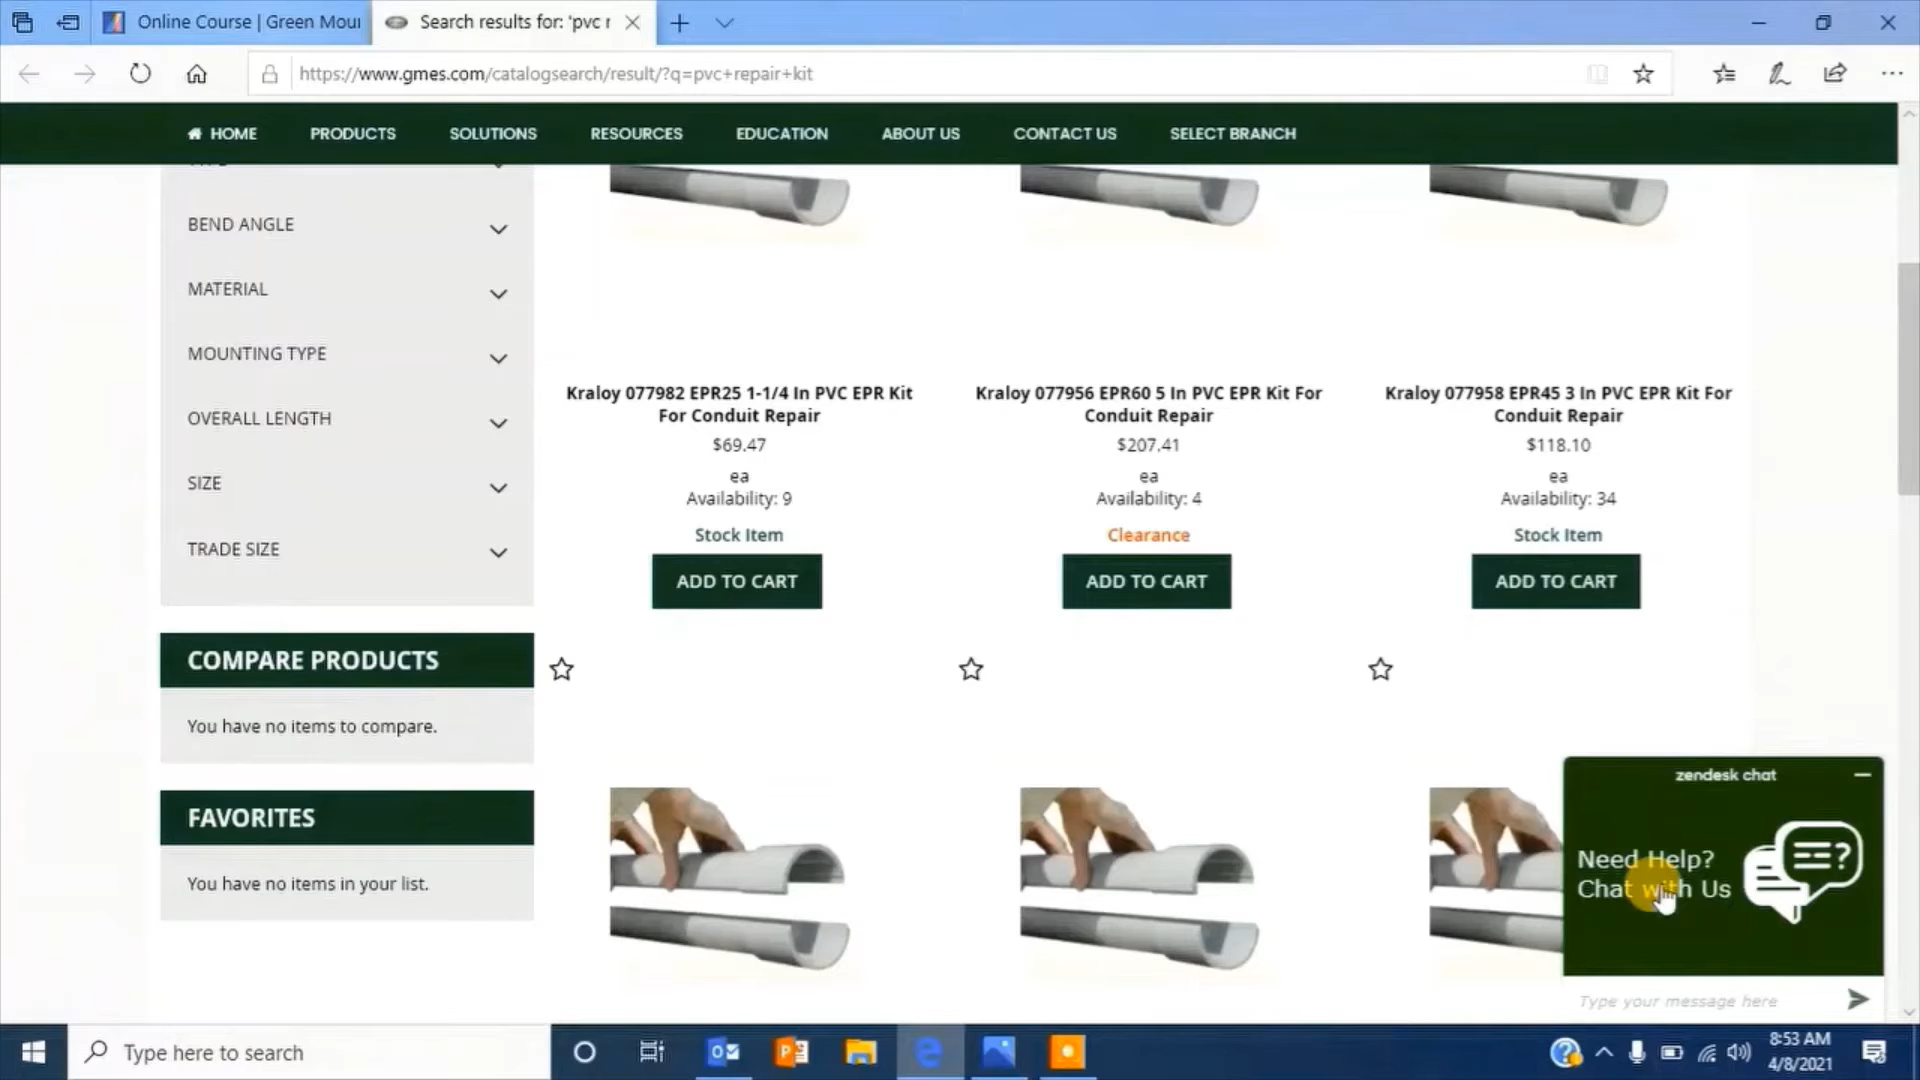 Online Course | Green Moun
Search results for: 'pvc r
https://www.gmes.com/catalogsearch/result/?q=pvc+repair+kit
HOME
PRODUCTS
SOLUTIONS
RESOURCES
EDUCATION
ABOUT US
CONTACT US
SELECT BRANCH
BEND ANGLE
MATERIAL
MOUNTING TYPE
OVERALL LENGTH
SIZE
TRADE SIZE
COMPARE PRODUCTS
You have no items to compare.
FAVORITES
You have no items in your list.
Kraloy 077982 EPR25 1-1/4 In PVC EPR Kit
For Conduit Repair
$69.47
ea
Availability: 9
Stock Item
ADD TO CART
Kraloy 077956 EPR60 5 In PVC EPR Kit For
Conduit Repair
$207.41
ea
Availability: 4
Clearance
ADD TO CART
Kraloy 077958 EPR45 3 In PVC EPR Kit For
Conduit Repair
$118.10
ea
Availability: 34
Stock Item
ADD TO CART
zendesk chat
Need Help?
Chat with Us
Type your message here
Type here to search
8:53 AM
4/8/2021